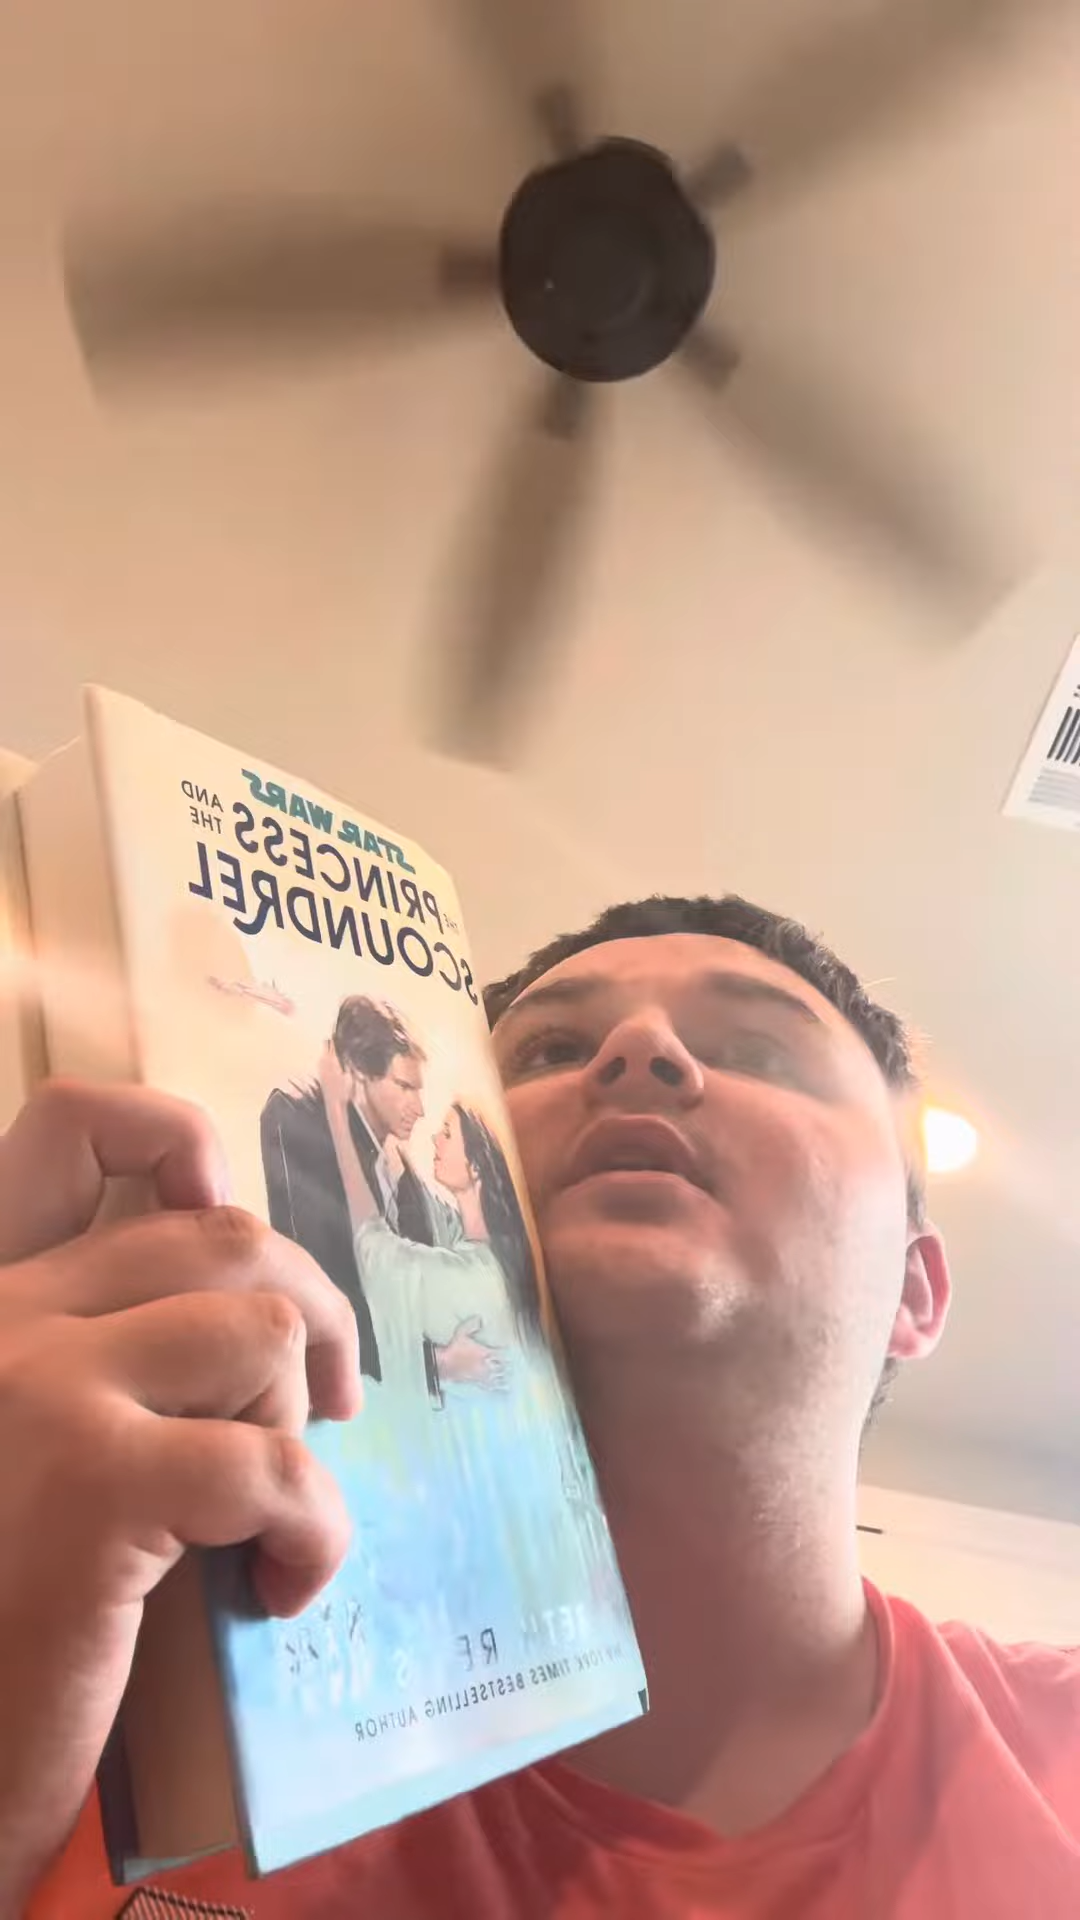 STAR WARS
THE PRINCESS AND THE
SCOUNDREL
NEW YORK TIMES BESTSELLING AUTHOR